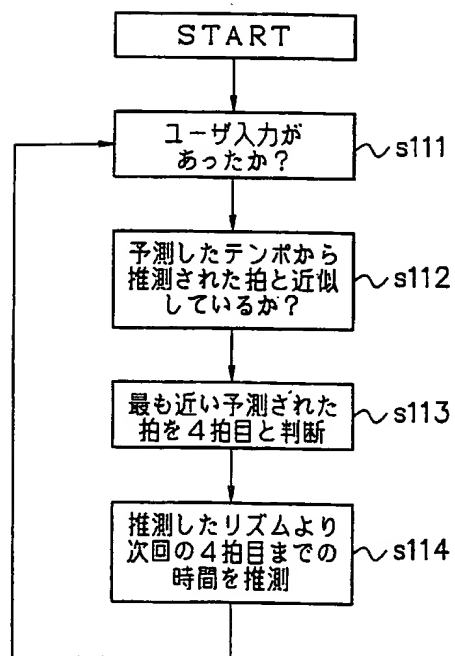 START
ユーザ入力が
あったか?
s111
予測したテンポから
推測された拍と近似
しているか?
s112
最も近い予測された
拍を4拍目と判断
s113
推測したリズムより
次回の4拍目までの
時間を推測
s114